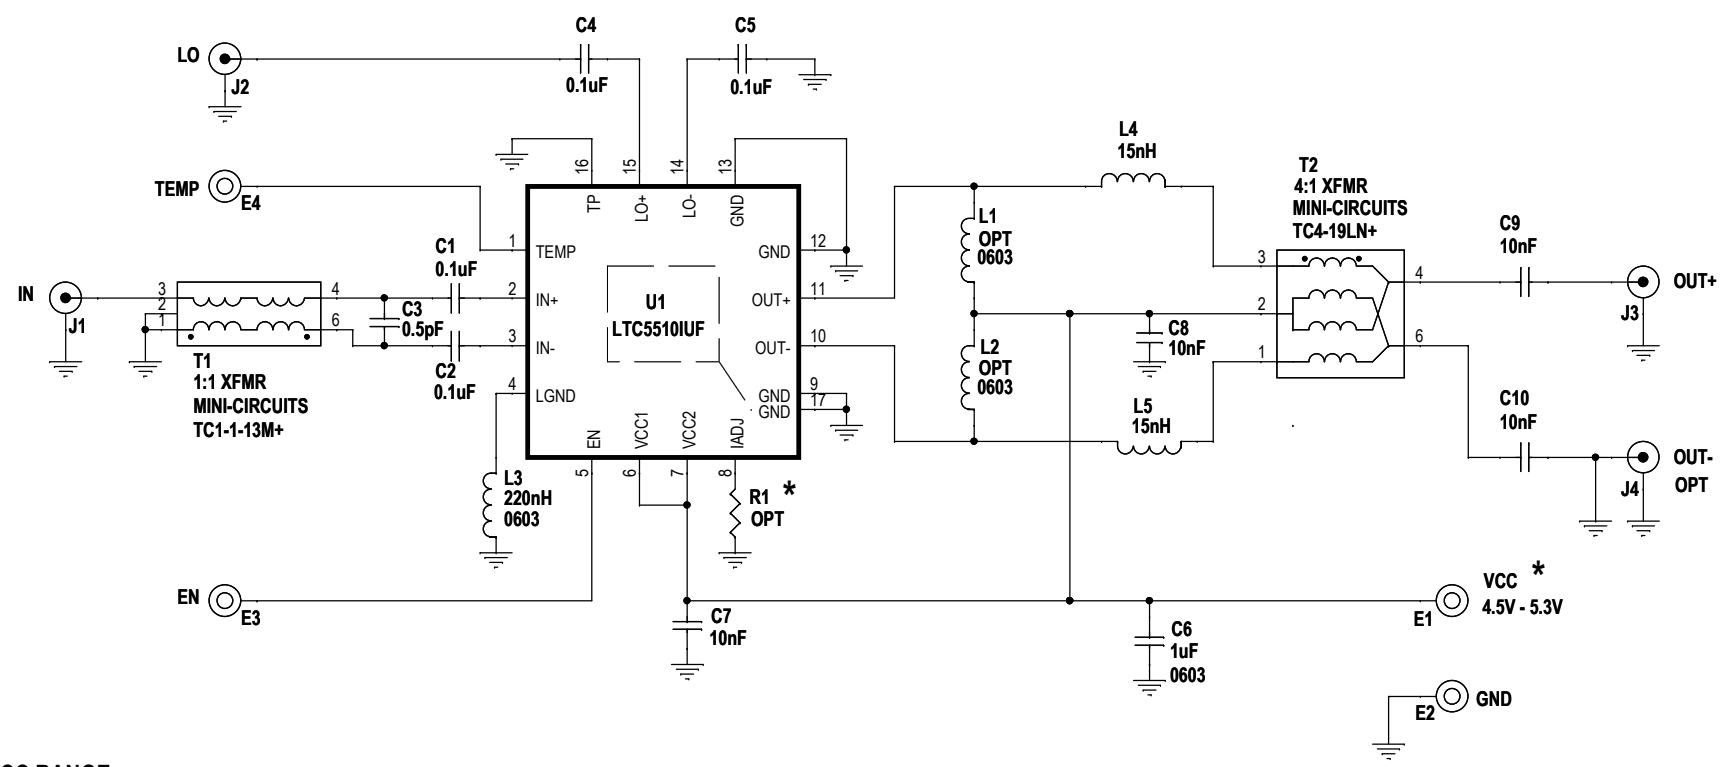 C4
0.1uF
C5
0.1uF
LO
J2
TEMP
E4
16
15
14
13
TP
LO+
LO-
GND
1
TEMP
C1
0.1uF
IN
J1
3
2
1
4
6
T1
1:1 XFMR
MINI-CIRCUITS
TC1-1-13M+
C3
0.5pF
C2
0.1uF
2
IN+
3
IN-
4
LGND
U1
LTC5510IUF
GND
12
OUT+
11
OUT-
10
GND
9
GND
17
EN
VCC1
VCC2
IADJ
5
6
7
8
L3
220nH
0603
R1 *
OPT
L1
OPT
0603
L2
OPT
0603
L4
15nH
L5
15nH
C8
10nF
T2
4:1 XFMR
MINI-CIRCUITS
TC4-19LN+
3
2
1
4
6
C9
10nF
OUT+
J3
C10
10nF
OUT-
J4
OPT
EN
E3
C7
10nF
C6
1uF
0603
VCC *
4.5V - 5.3V
E1
E2
GND